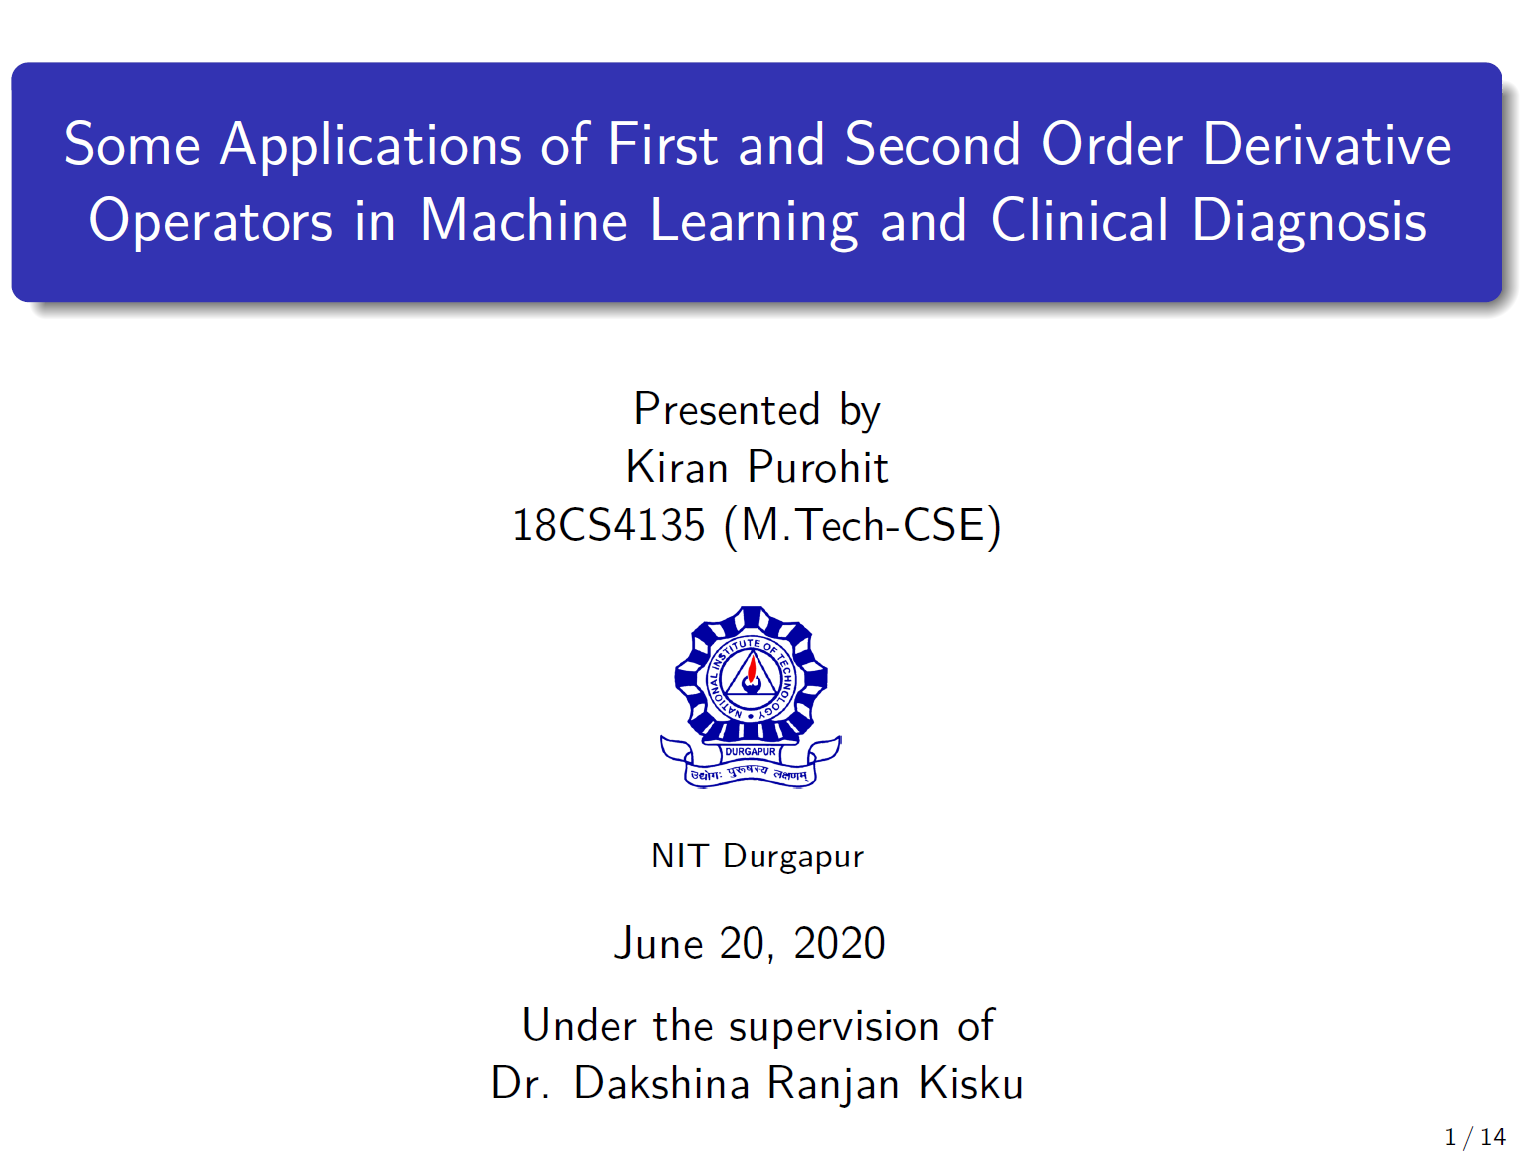 Some Applications of First and Second Order Derivative
Operators in Machine Learning and Clinical Diagnosis
Presented by
Kiran Purohit
18CS4135 (M.Tech-CSE)
NATIONAL INSTITUTE OF TECHNOLOGY
DURGAPUR
उद्योगः पुरूषस्य लक्षणम्
NIT Durgapur
June 20, 2020
Under the supervision of
Dr. Dakshina Ranjan Kisku
1 / 14